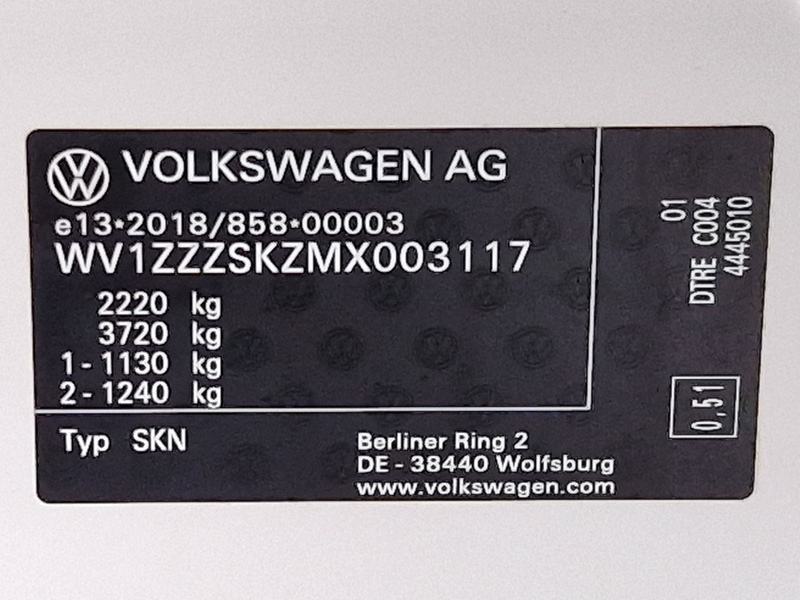 VOLKSWAGEN AG
e13*2018/858*00003
WV1ZZZSKZMX003117
2220 kg
3720 kg
1 - 1130 kg
2 - 1240 kg
Typ SKN
Berliner Ring 2
DE - 38440 Wolfsburg
www.volkswagen.com
01
DTRE C004
4445010
0,51